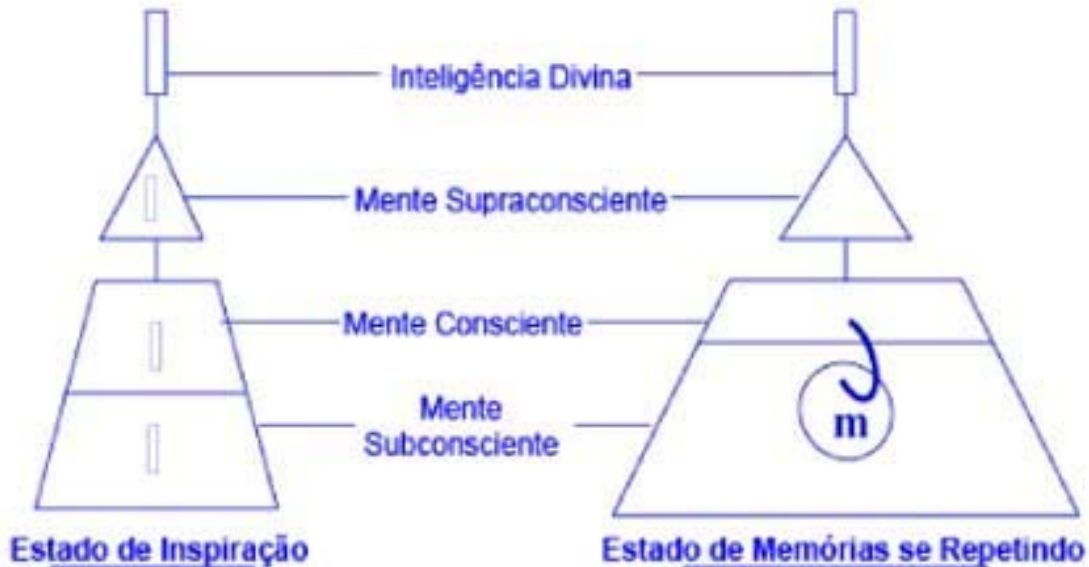 Inteligência Divina
Mente Supraconsciente
Mente Consciente
Mente
Subconsciente
m
Estado de Inspiração
Estado de Memórias se Repetindo